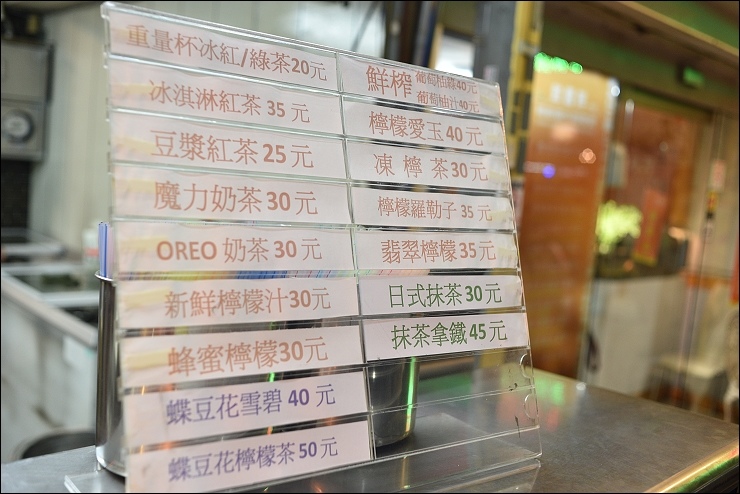 重量杯冰紅/綠茶20元
冰淇淋紅茶 35元
豆漿紅茶25元
魔力奶茶30元
OREO 奶茶30元
新鮮檸檬汁30元
蜂蜜檸檬30元
蝶豆花雪碧 40 元
蝶豆花檸檬茶50元
鮮榨 葡萄柚綠40元
葡萄柚汁40元
檸檬愛玉40元
凍檸茶30元
檸檬羅勒子 35元
翡翠檸檬35元
日式抹茶30元
抹茶拿鐵45元